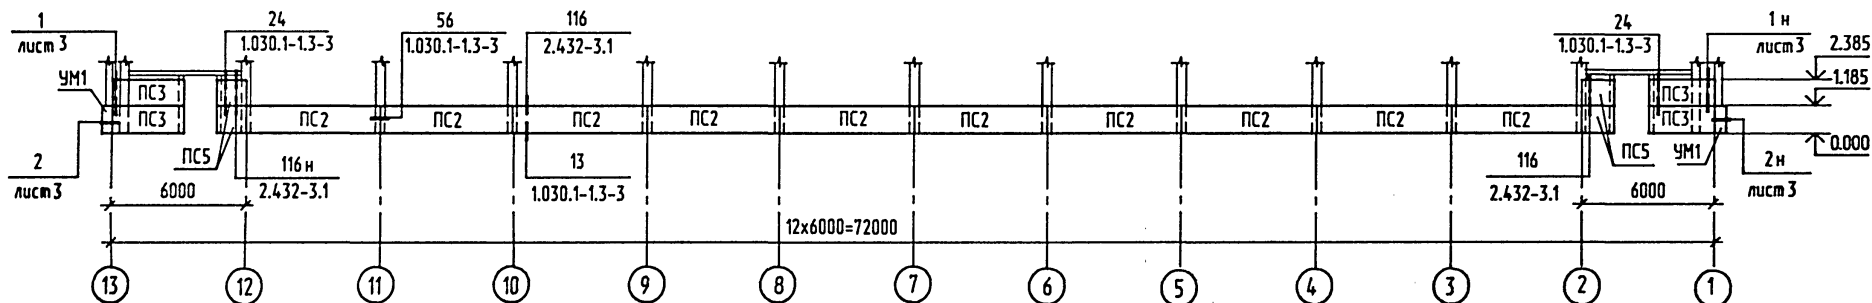 1
лист 3
24
1.030.1-1.3-3
56
1.030.1-1.3-3
116
2.432-3.1
24
1.030.1-1.3-3
1 н
лист 3
2.385
1.185
0.000
УМ1
ПС3
ПС3
ПС2 ПС2 ПС2 ПС2 ПС2 ПС2 ПС2 ПС2 ПС2 ПС2
ПС3
ПС3
ПС5
ПС5
УМ1
2
лист 3
116 н
2.432-3.1
13
1.030.1-1.3-3
116
2.432-3.1
2 н
лист 3
6000
6000
12х6000=72000
13 12 11 10 9 8 7 6 5 4 3 2 1